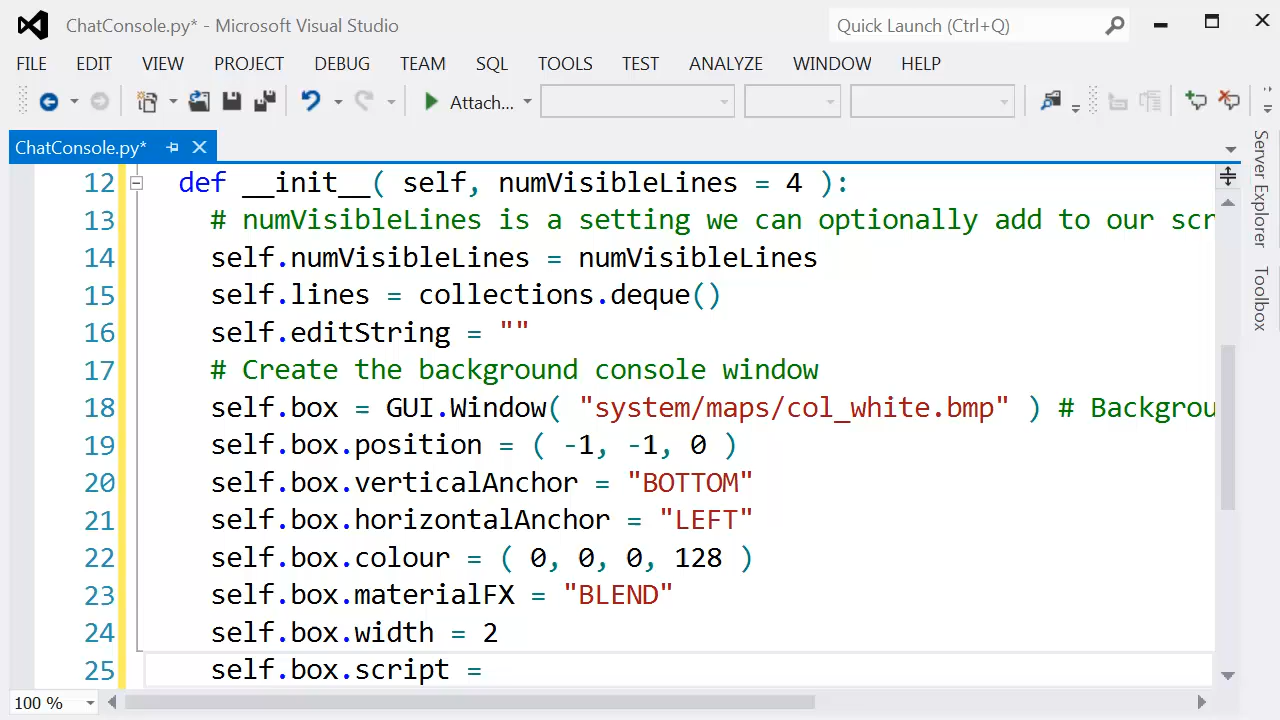 ChatConsole.py* - Microsoft Visual Studio
Quick Launch (Ctrl+Q)
FILE EDIT VIEW PROJECT DEBUG TEAM SQL TOOLS TEST ANALYZE WINDOW HELP
Attach...
ChatConsole.py*
12 def __init__( self, numVisibleLines = 4 ):
13 # numVisibleLines is a setting we can optionally add to our scr
14 self.numVisibleLines = numVisibleLines
15 self.lines = collections.deque()
16 self.editString = ""
17 # Create the background console window
18 self.box = GUI.Window( "system/maps/col_white.bmp" ) # Backgrou
19 self.box.position = ( -1, -1, 0 )
20 self.box.verticalAnchor = "BOTTOM"
21 self.box.horizontalAnchor = "LEFT"
22 self.box.colour = ( 0, 0, 0, 128 )
23 self.box.materialFX = "BLEND"
24 self.box.width = 2
25 self.box.script =
100 %
Server Explorer
Toolbox